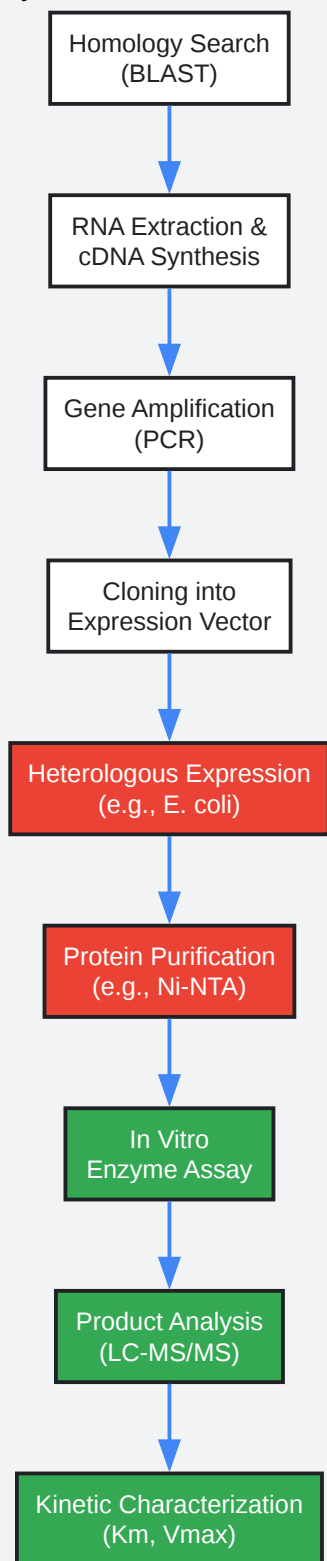 Homology Search
(BLAST)
RNA Extraction &
cDNA Synthesis
Gene Amplification
(PCR)
Cloning into
Expression Vector
Heterologous Expression
(e.g., E. coli)
Protein Purification
(e.g., Ni-NTA)
In Vitro
Enzyme Assay
Product Analysis
(LC-MS/MS)
Kinetic Characterization
(Km, Vmax)